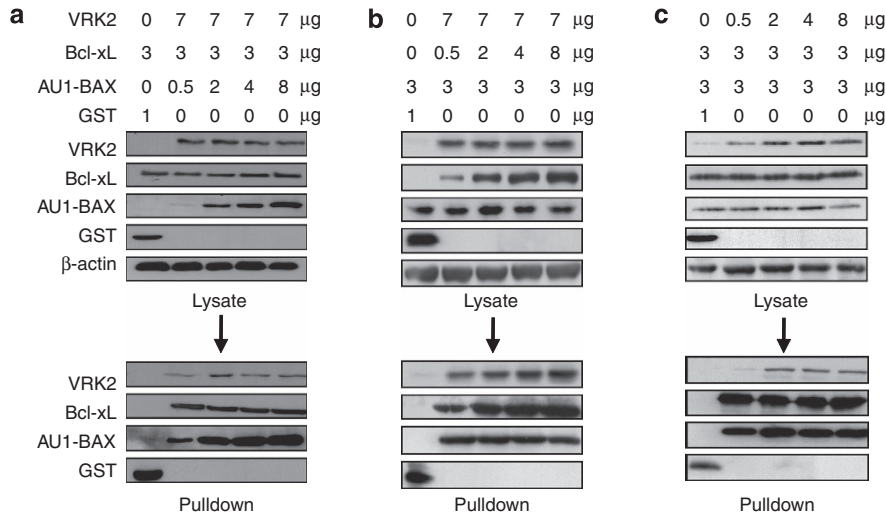 a
VRK2 0 7 7 7 7 μg
Bcl-xL 3 3 3 3 3 μg
AU1-BAX 0 0.5 2 4 8 μg
GST 1 0 0 0 0 μg
VRK2
Bcl-xL
AU1-BAX
GST
β-actin
Lysate
VRK2
Bcl-xL
AU1-BAX
GST
Pulldown
b
0 7 7 7 7 μg
0 0.5 2 4 8 μg
3 3 3 3 3 μg
1 0 0 0 0 μg
Lysate
Pulldown
c
0 0.5 2 4 8 μg
3 3 3 3 3 μg
3 3 3 3 3 μg
1 0 0 0 0 μg
Lysate
Pulldown